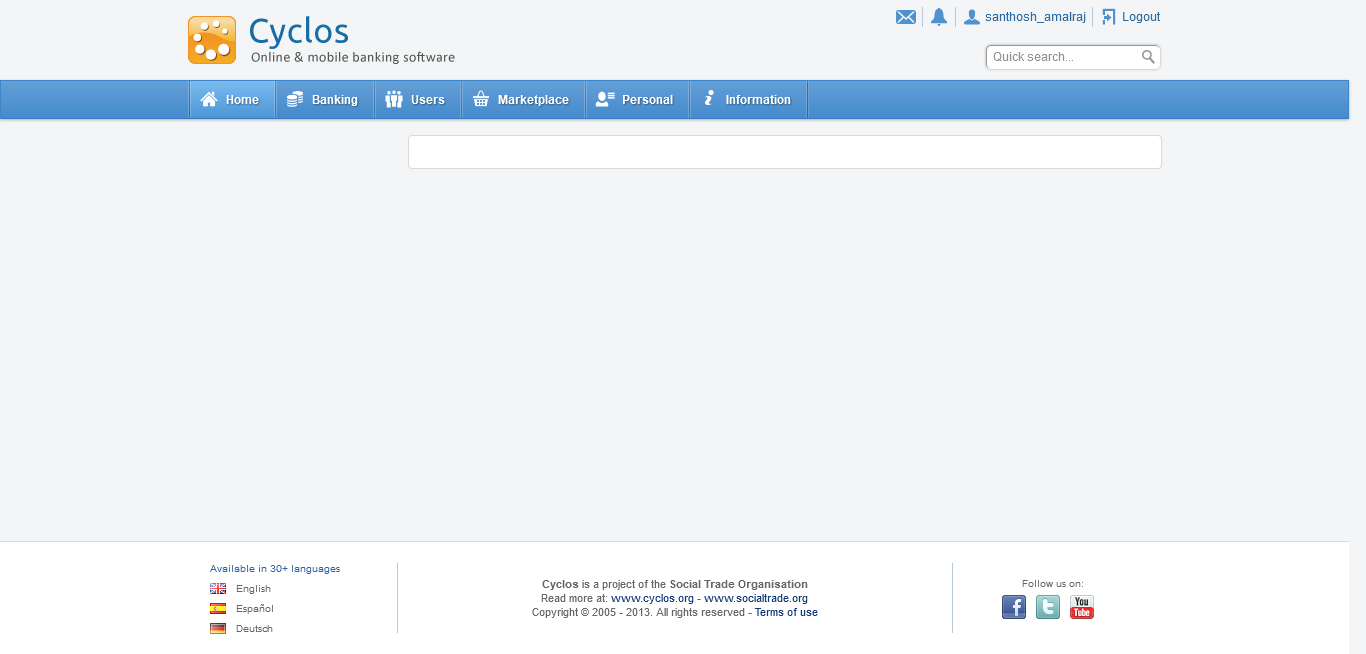 Cyclos
Online & mobile banking software
santhosh_amalraj
Logout
Quick search...
Home
Banking
Users
Marketplace
Personal
Information
Available in 30+ languages
English
Español
Deutsch
Cyclos is a project of the Social Trade Organisation
Read more at: www.cyclos.org - www.socialtrade.org
Copyright © 2005 - 2013. All rights reserved - Terms of use
Follow us on:
f
t
You
Tube